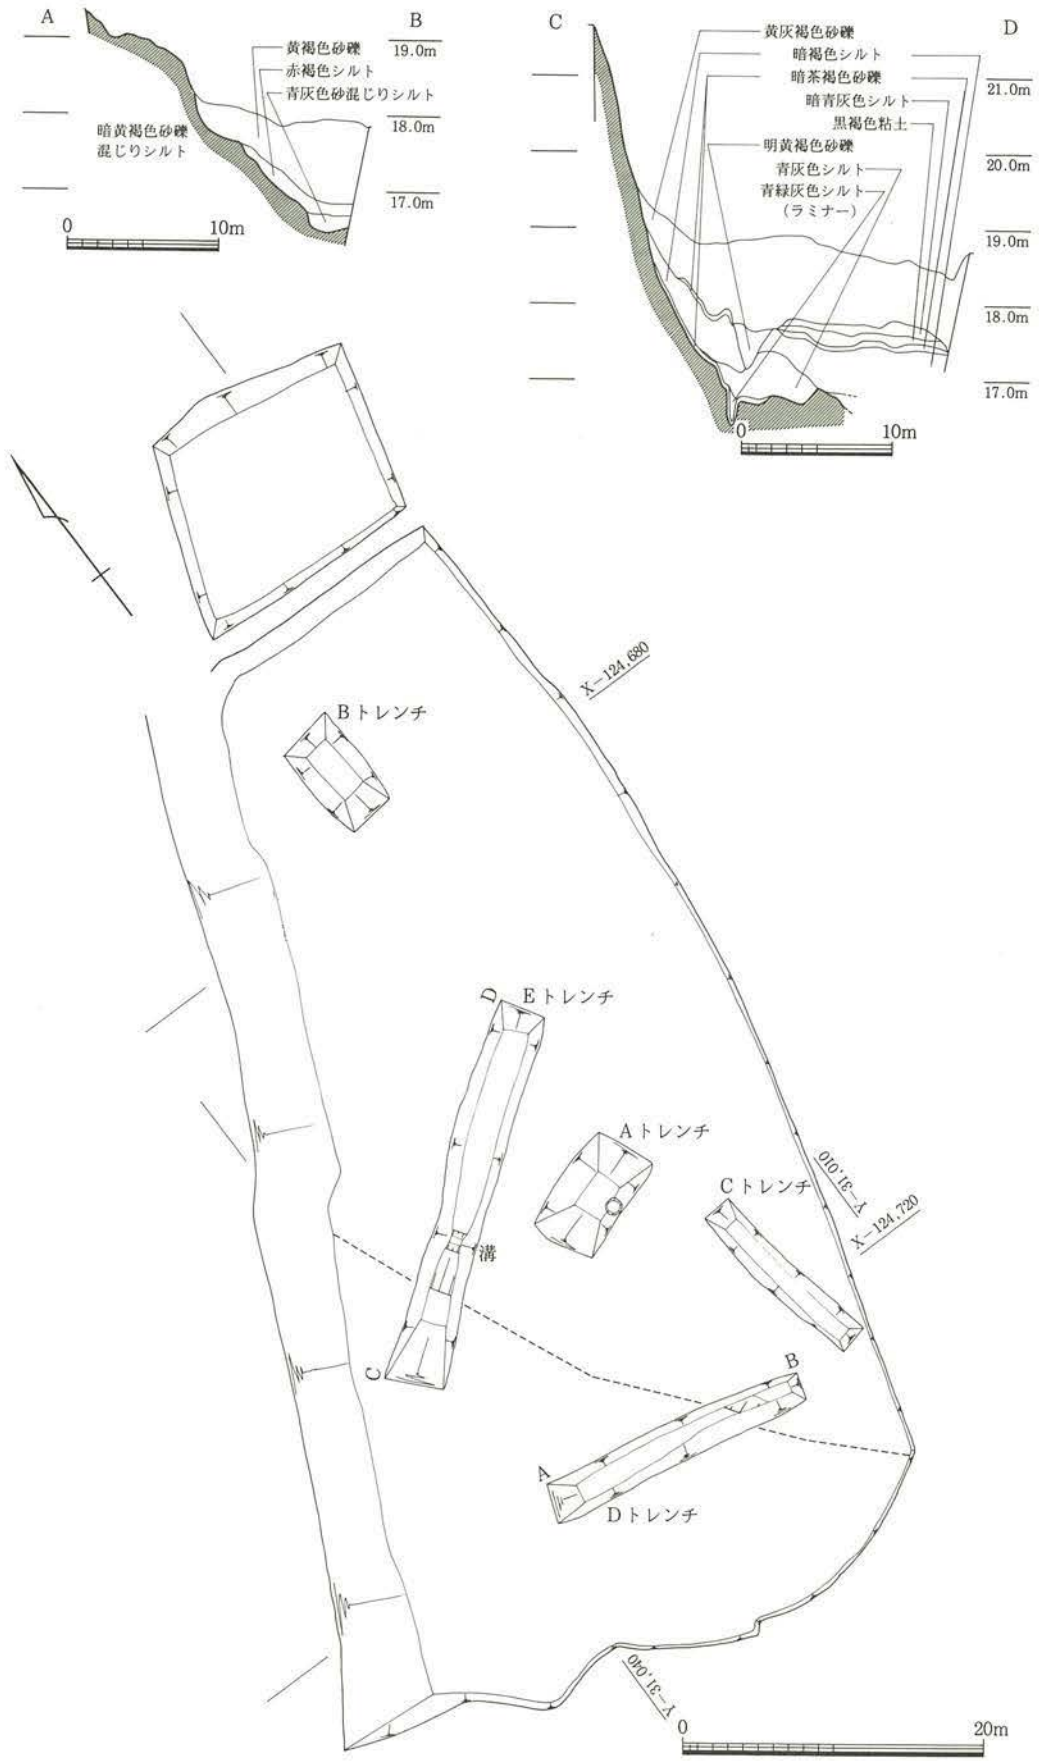 A
B
19.0m
黄褐色砂礫
赤褐色シルト
青灰色砂混じりシルト
18.0m
暗黄褐色砂礫
混じりシルト
17.0m
0 10m
C
D
黄灰褐色砂礫
暗褐色シルト
暗茶褐色砂礫
21.0m
暗青灰色シルト
黒褐色粘土
明黄褐色砂礫
20.0m
青灰色シルト
青緑灰色シルト
(ラミナー)
19.0m
18.0m
17.0m
0 10m
X-124,680
Bトレンチ
D
Eトレンチ
Aトレンチ
Y-31,010
Cトレンチ
X-124,720
溝
C
B
A
Dトレンチ
Y-31,040
0 20m